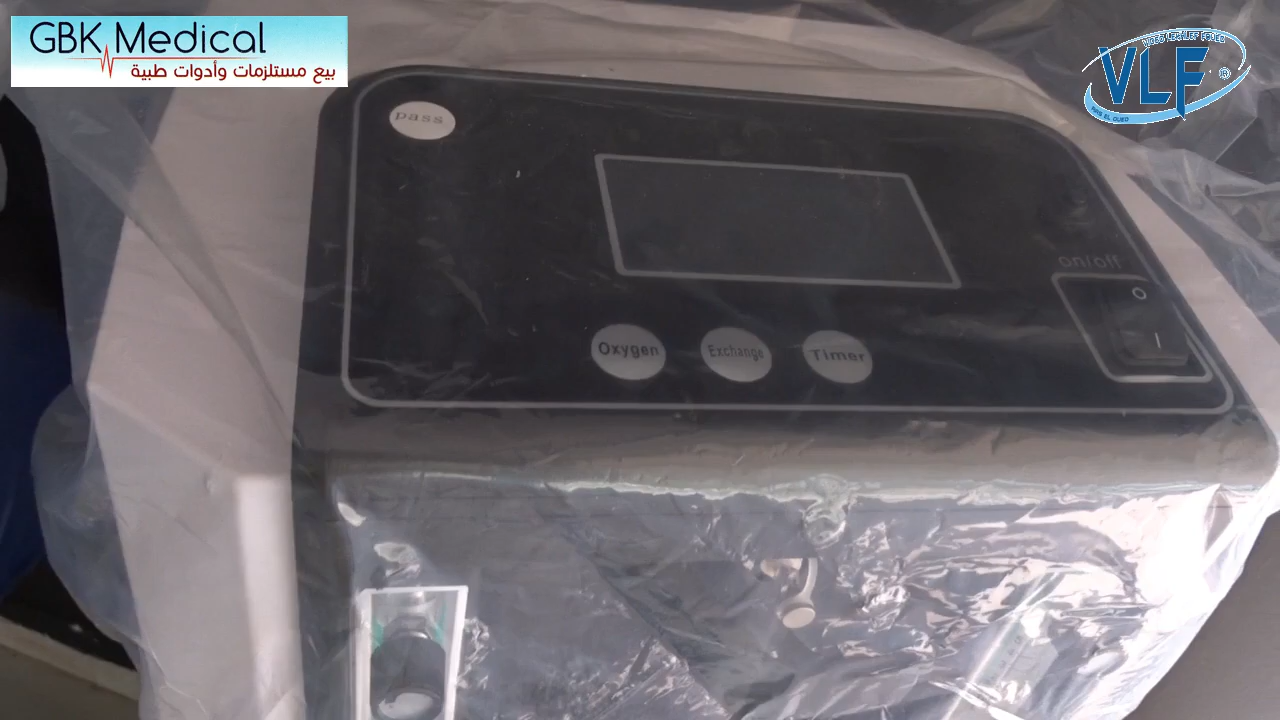 GBK Medical
بيع مستلزمات وأدوات طبية
VLF
®
pass
on/off
Oxygen
Exchange
Timer